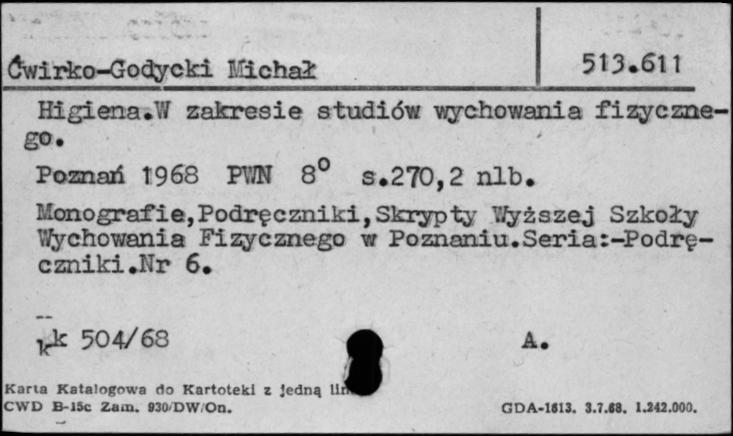 Ćwirko-Godycki Michał
513.611
Higiena.W zakresie studiów wychowania fizyczne-
go.
Poznań 1968 PWN 8° s.270,2 nlb.
Monografie,Podręczniki,Skrypty Wyższej Szkoły
Wychowania Fizycznego w Poznaniu.Seria:-Podrę-
czniki.Nr 6.
kk 504/68
A.
Karta Katalogowa do Kartoteki z jedną
CWD B-15c Zam. 930/DW/On.
GDA-1613. 3.7.68. 1.242.000.